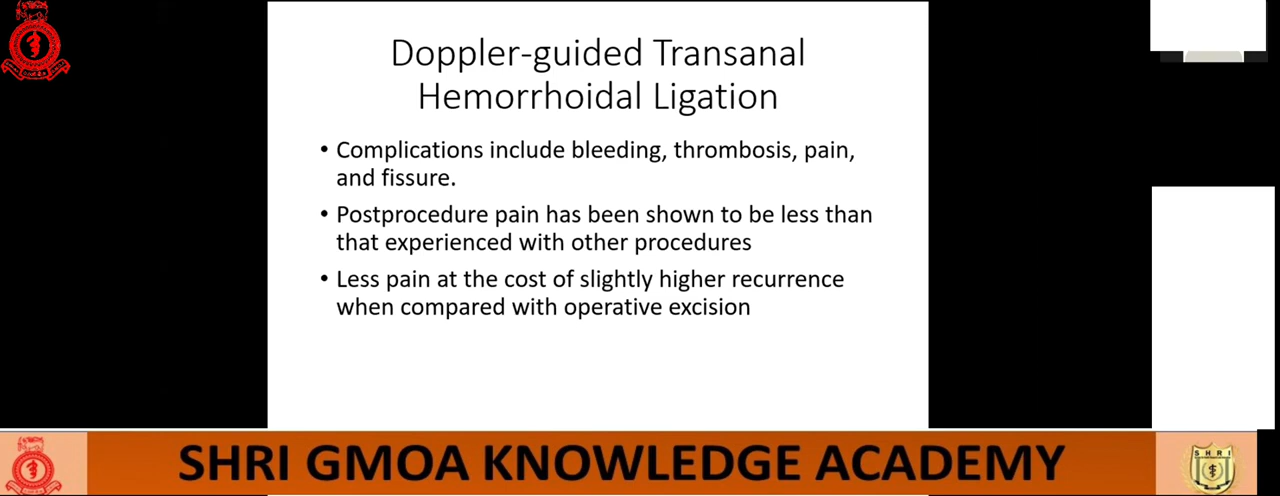 Doppler-guided Transanal
Hemorrhoidal Ligation
• Complications include bleeding, thrombosis, pain,
and fissure.
• Postprocedure pain has been shown to be less than
that experienced with other procedures
• Less pain at the cost of slightly higher recurrence
when compared with operative excision
SHRI GMOA KNOWLEDGE ACADEMY
SHRI